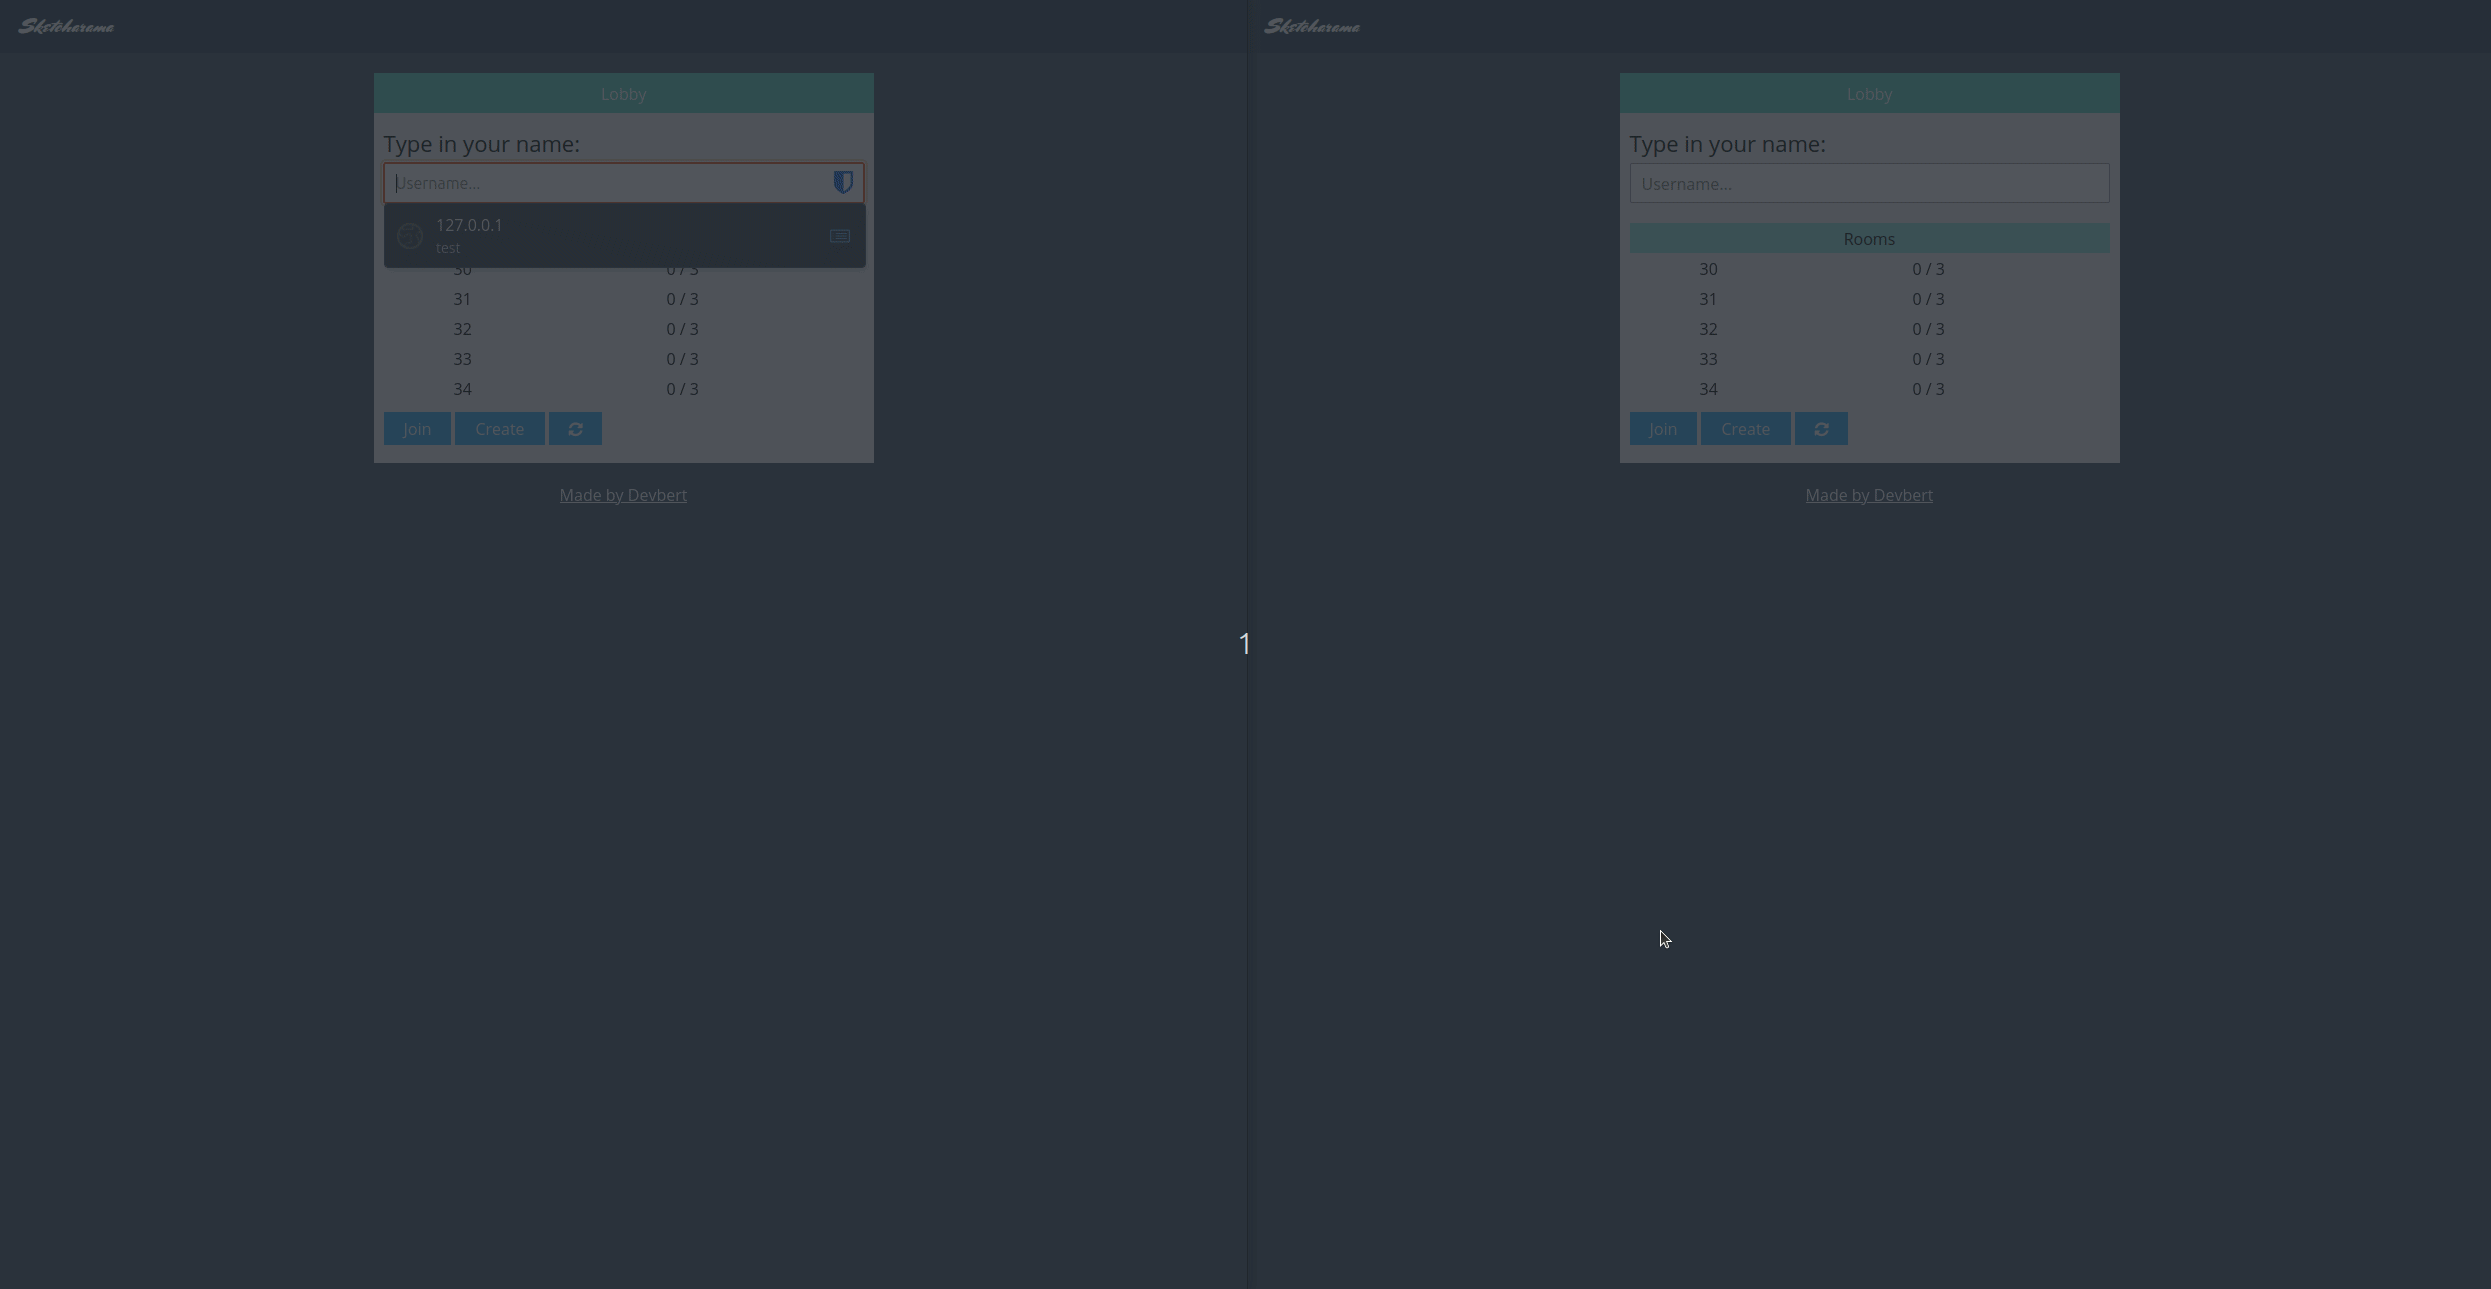 Sketcharama
Lobby
Type in your name:
Username...
127.0.0.1
test
30 0 / 3
31 0 / 3
32 0 / 3
33 0 / 3
34 0 / 3
Join Create
Made by Devbert
1
Sketcharama
Lobby
Type in your name:
Username...
Rooms
30 0 / 3
31 0 / 3
32 0 / 3
33 0 / 3
34 0 / 3
Join Create
Made by Devbert